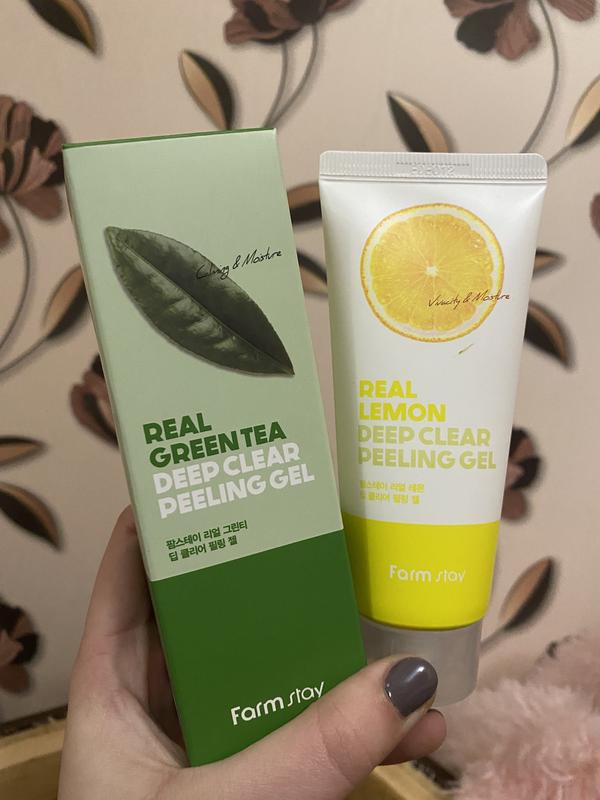 Calming & Moisture
REAL
GREEN TEA
DEEP CLEAR
PEELING GEL
팜스테이 리얼 그린티
딥 클리어 필링 젤
Farm stay
Vivacity & Moisture
REAL
LEMON
DEEP CLEAR
PEELING GEL
팜스테이 리얼 레몬
딥 클리어 필링 젤
Farm stay